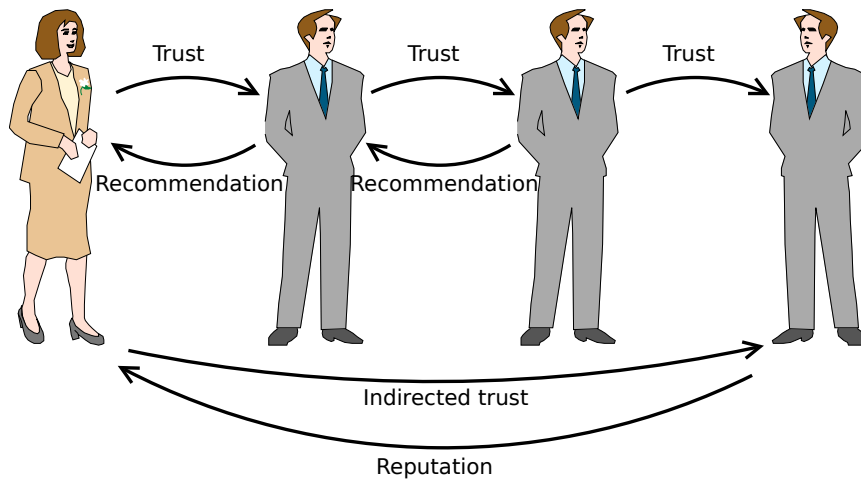 Trust
Trust
Trust
Recommendation
Recommendation
Indirected trust
Reputation